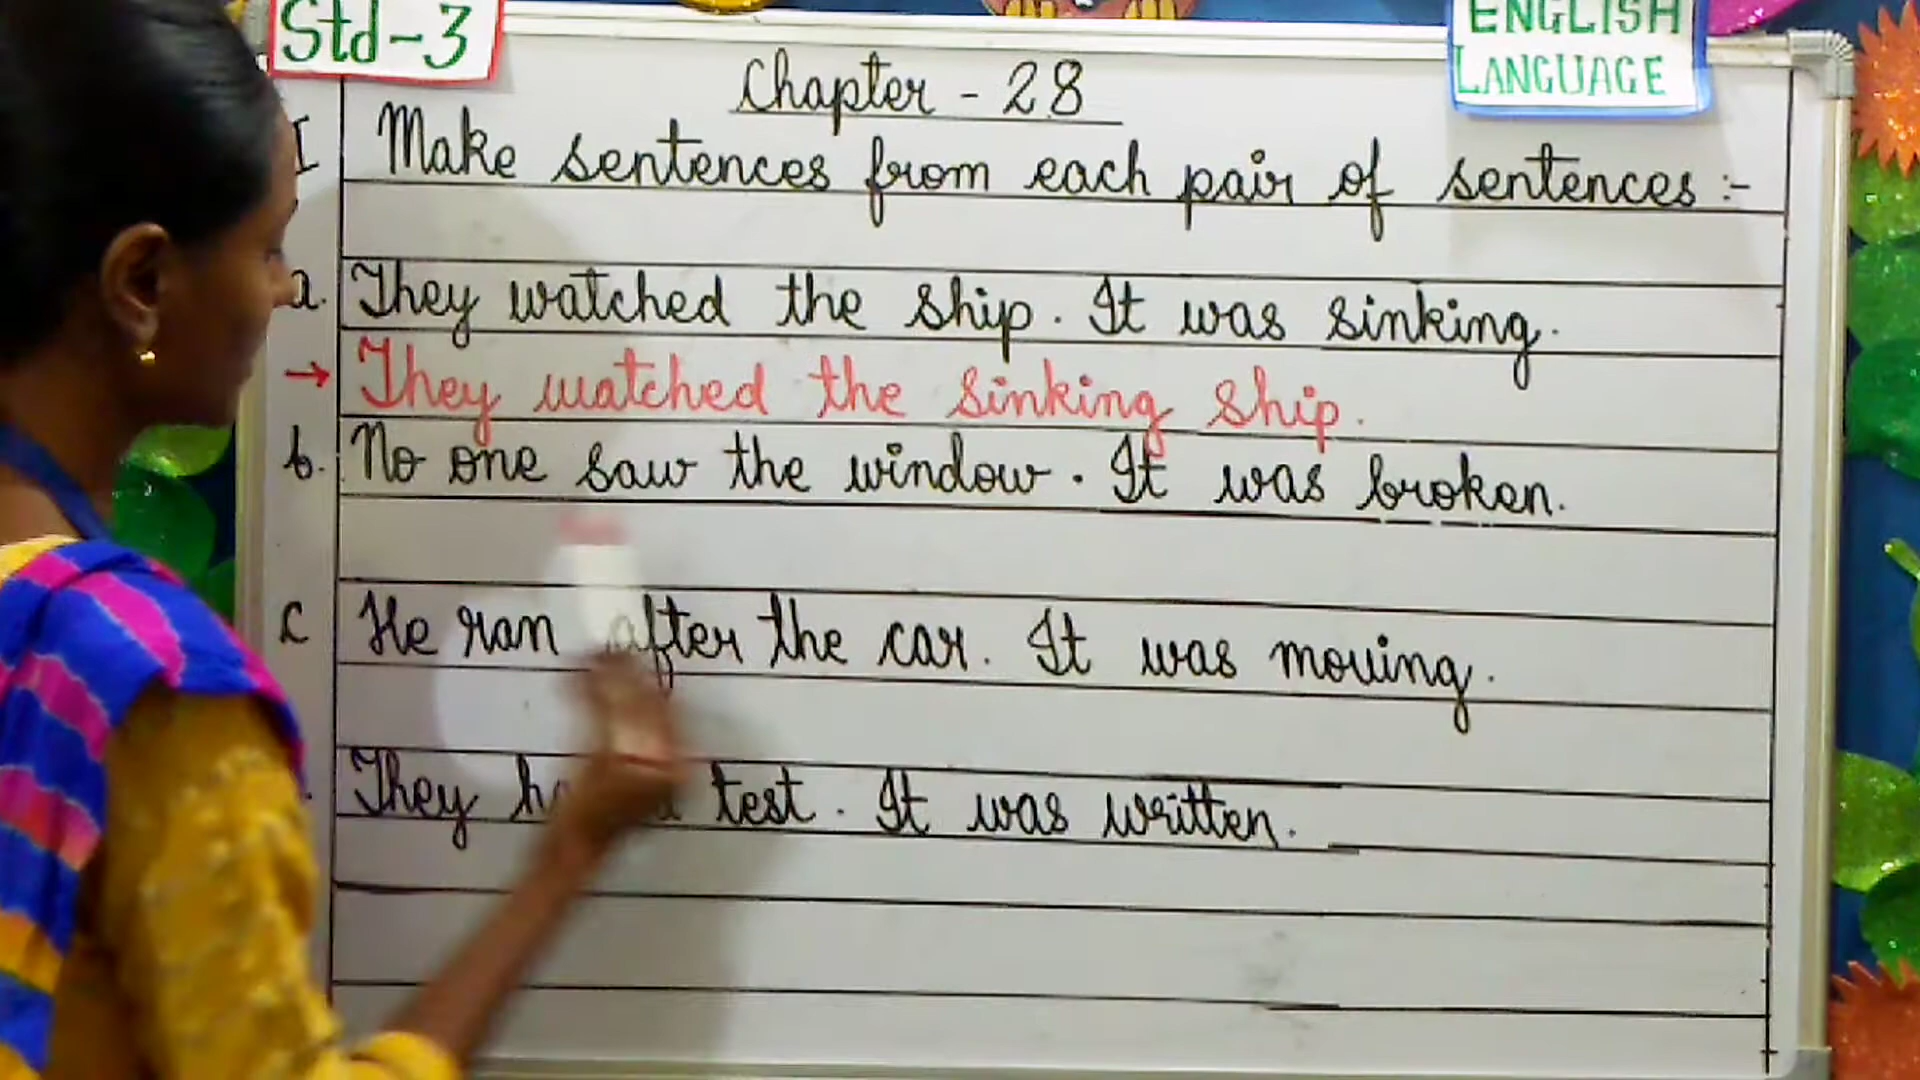 Std-3
ENGLISH
LANGUAGE
Chapter - 28
I Make sentences from each pair of sentences :-
a. They watched the ship. It was sinking.
→ They watched the sinking ship.
b. No one saw the window. It was broken.
c He ran after the car. It was moving.
They test. It was written.